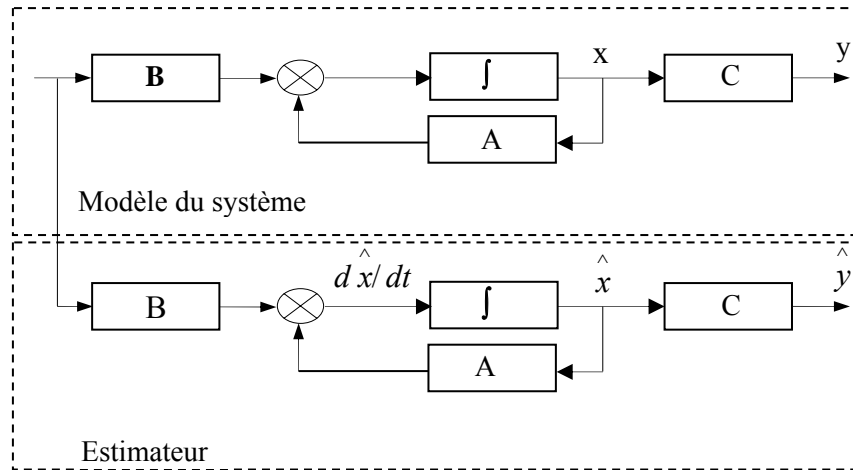 B ∫ x C y
A
Modèle du système
B d x̂/ dt ∫ x̂ C ŷ
A
Estimateur